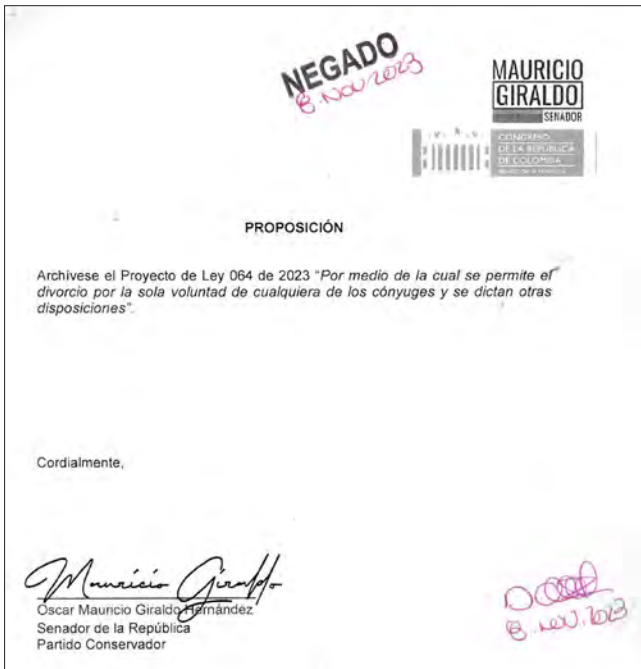 NEGADO
8. NOV 2023
MAURICIO
GIRALDO
SENADOR
CONGRESO
DE LA REPÚBLICA
DE COLOMBIA
PROPOSICIÓN
Archívese el Proyecto de Ley 064 de 2023 "Por medio de la cual se permite el
divorcio por la sola voluntad de cualquiera de los cónyuges y se dictan otras
disposiciones".
Cordialmente,
Mauricio Giraldo
Oscar Mauricio Giraldo Hernández
Senador de la República
Partido Conservador
8. NOV. 2023